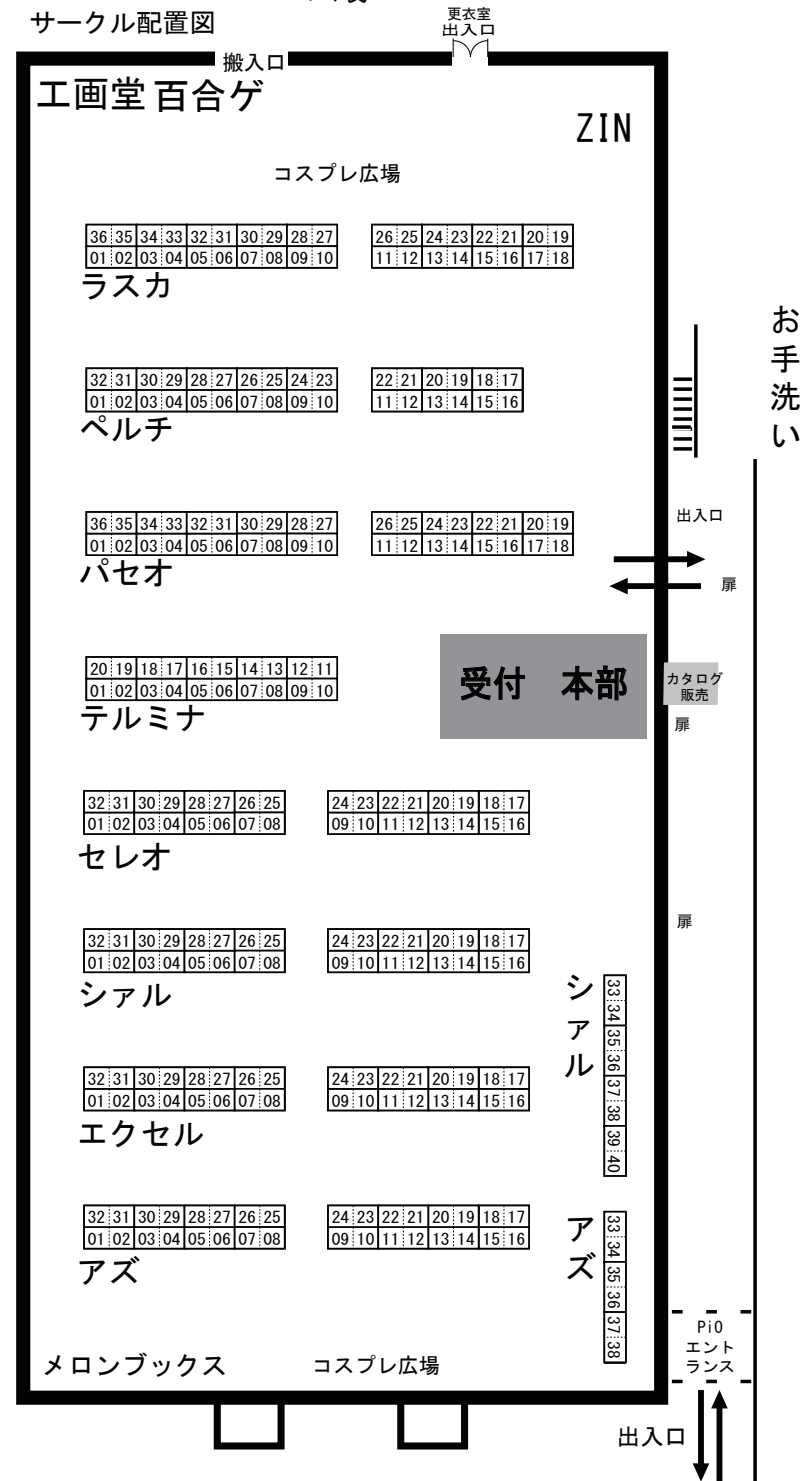 サークル配置図
更衣室
出入口
搬入口
工画堂 百合ゲ
ZIN
コスプレ広場
36 35 34 33 32 31 30 29 28 27 26 25 24 23 22 21 20 19
01 02 03 04 05 06 07 08 09 10 11 12 13 14 15 16 17 18
ラスカ
お手洗い
32 31 30 29 28 27 26 25 24 23 22 21 20 19 18 17
01 02 03 04 05 06 07 08 09 10 11 12 13 14 15 16
ペルチ
36 35 34 33 32 31 30 29 28 27 26 25 24 23 22 21 20 19
01 02 03 04 05 06 07 08 09 10 11 12 13 14 15 16 17 18
パセオ
出入口
扉
20 19 18 17 16 15 14 13 12 11
01 02 03 04 05 06 07 08 09 10
テルミナ
受付 本部
カタログ
販売
扉
32 31 30 29 28 27 26 25 24 23 22 21 20 19 18 17
01 02 03 04 05 06 07 08 09 10 11 12 13 14 15 16
セレオ
扉
32 31 30 29 28 27 26 25 24 23 22 21 20 19 18 17
01 02 03 04 05 06 07 08 09 10 11 12 13 14 15 16
シァル
シァル
33 34 35 36 37 38 39 40
32 31 30 29 28 27 26 25 24 23 22 21 20 19 18 17
01 02 03 04 05 06 07 08 09 10 11 12 13 14 15 16
エクセル
32 31 30 29 28 27 26 25 24 23 22 21 20 19 18 17
01 02 03 04 05 06 07 08 09 10 11 12 13 14 15 16
アズ
アズ
33 34 35 36 37 38
メロンブックス
コスプレ広場
PiO
エント
ランス
出入口